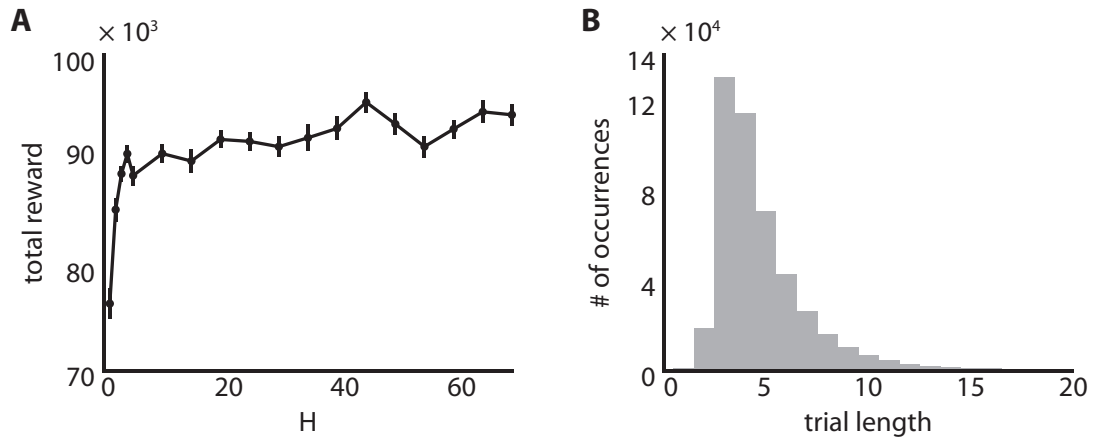 A
× 10³
100
90
80
70
total reward
0 20 40 60
H
B
× 10⁴
14
12
8
4
0
# of occurrences
0 5 10 15 20
trial length